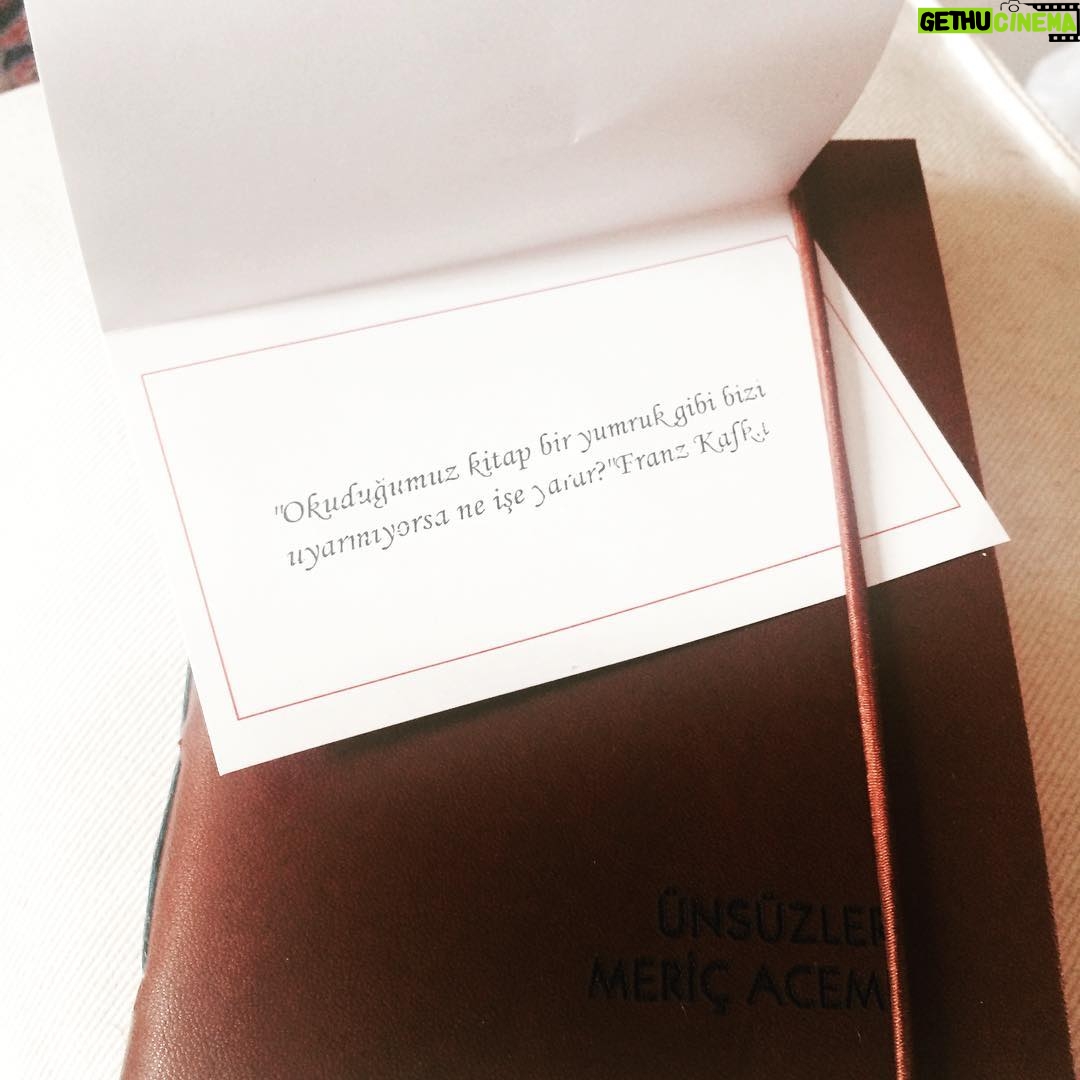 GETHUCINEMA
"Okuduğumuz kitap bir yumruk gibi bizi
uyarmıyorsa ne işe yarar?"Franz Kafka
ÜNSÜZLER
MERİÇ ACEM